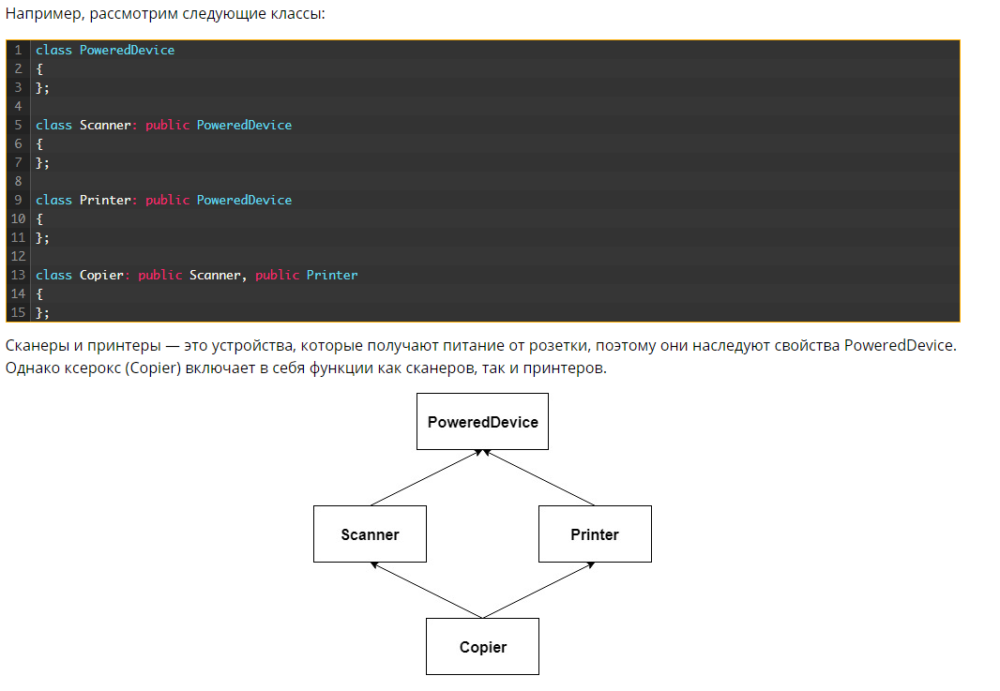 Например, рассмотрим следующие классы:
1 class PoweredDevice
2 {
3 };
4
5 class Scanner: public PoweredDevice
6 {
7 };
8
9 class Printer: public PoweredDevice
10 {
11 };
12
13 class Copier: public Scanner, public Printer
14 {
15 };
Сканеры и принтеры — это устройства, которые получают питание от розетки, поэтому они наследуют свойства PoweredDevice.
Однако ксерокс (Copier) включает в себя функции как сканеров, так и принтеров.
PoweredDevice
Scanner
Printer
Copier